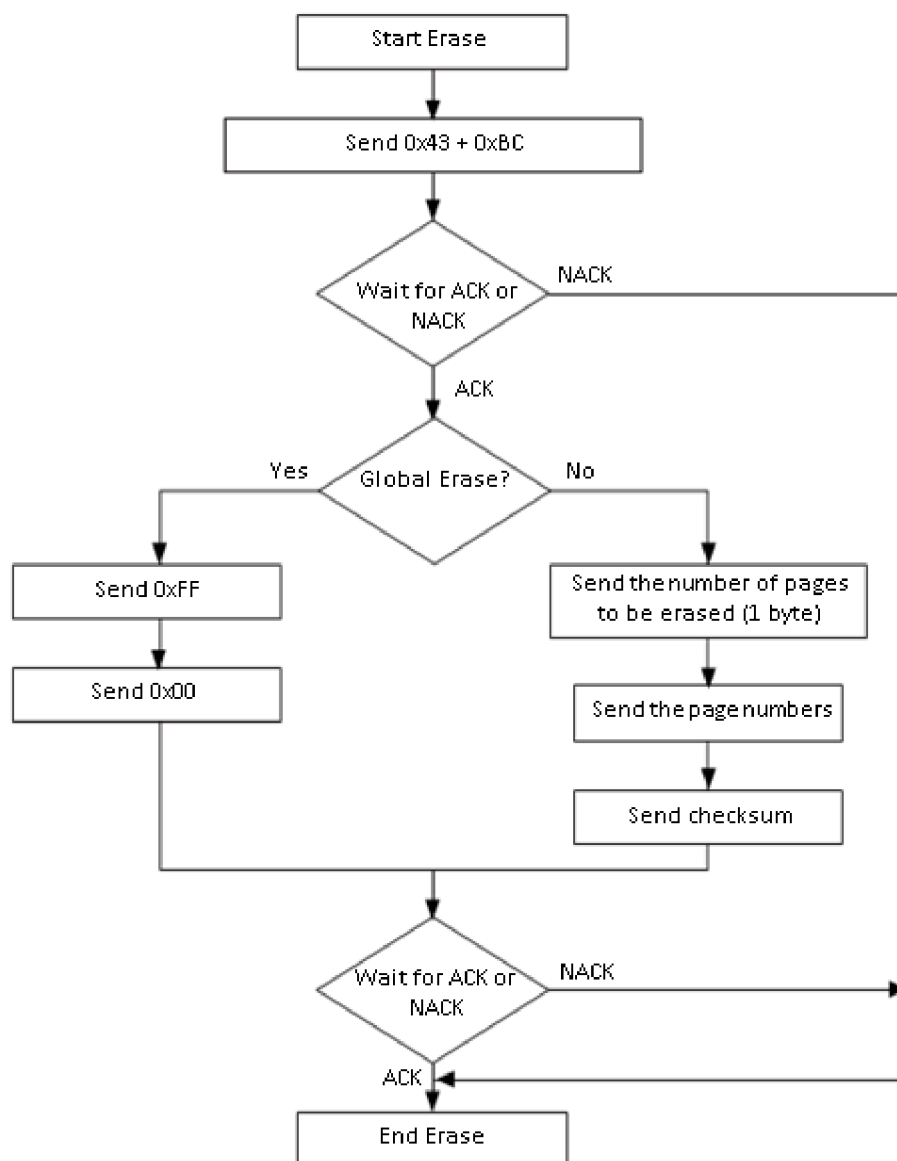 Start Erase
Send 0x43 + 0xBC
Wait for ACK or
NACK
NACK
ACK
Global Erase?
Yes
No
Send 0xFF
Send the number of pages
to be erased (1 byte)
Send 0x00
Send the page numbers
Send checksum
Wait for ACK or
NACK
NACK
ACK
End Erase